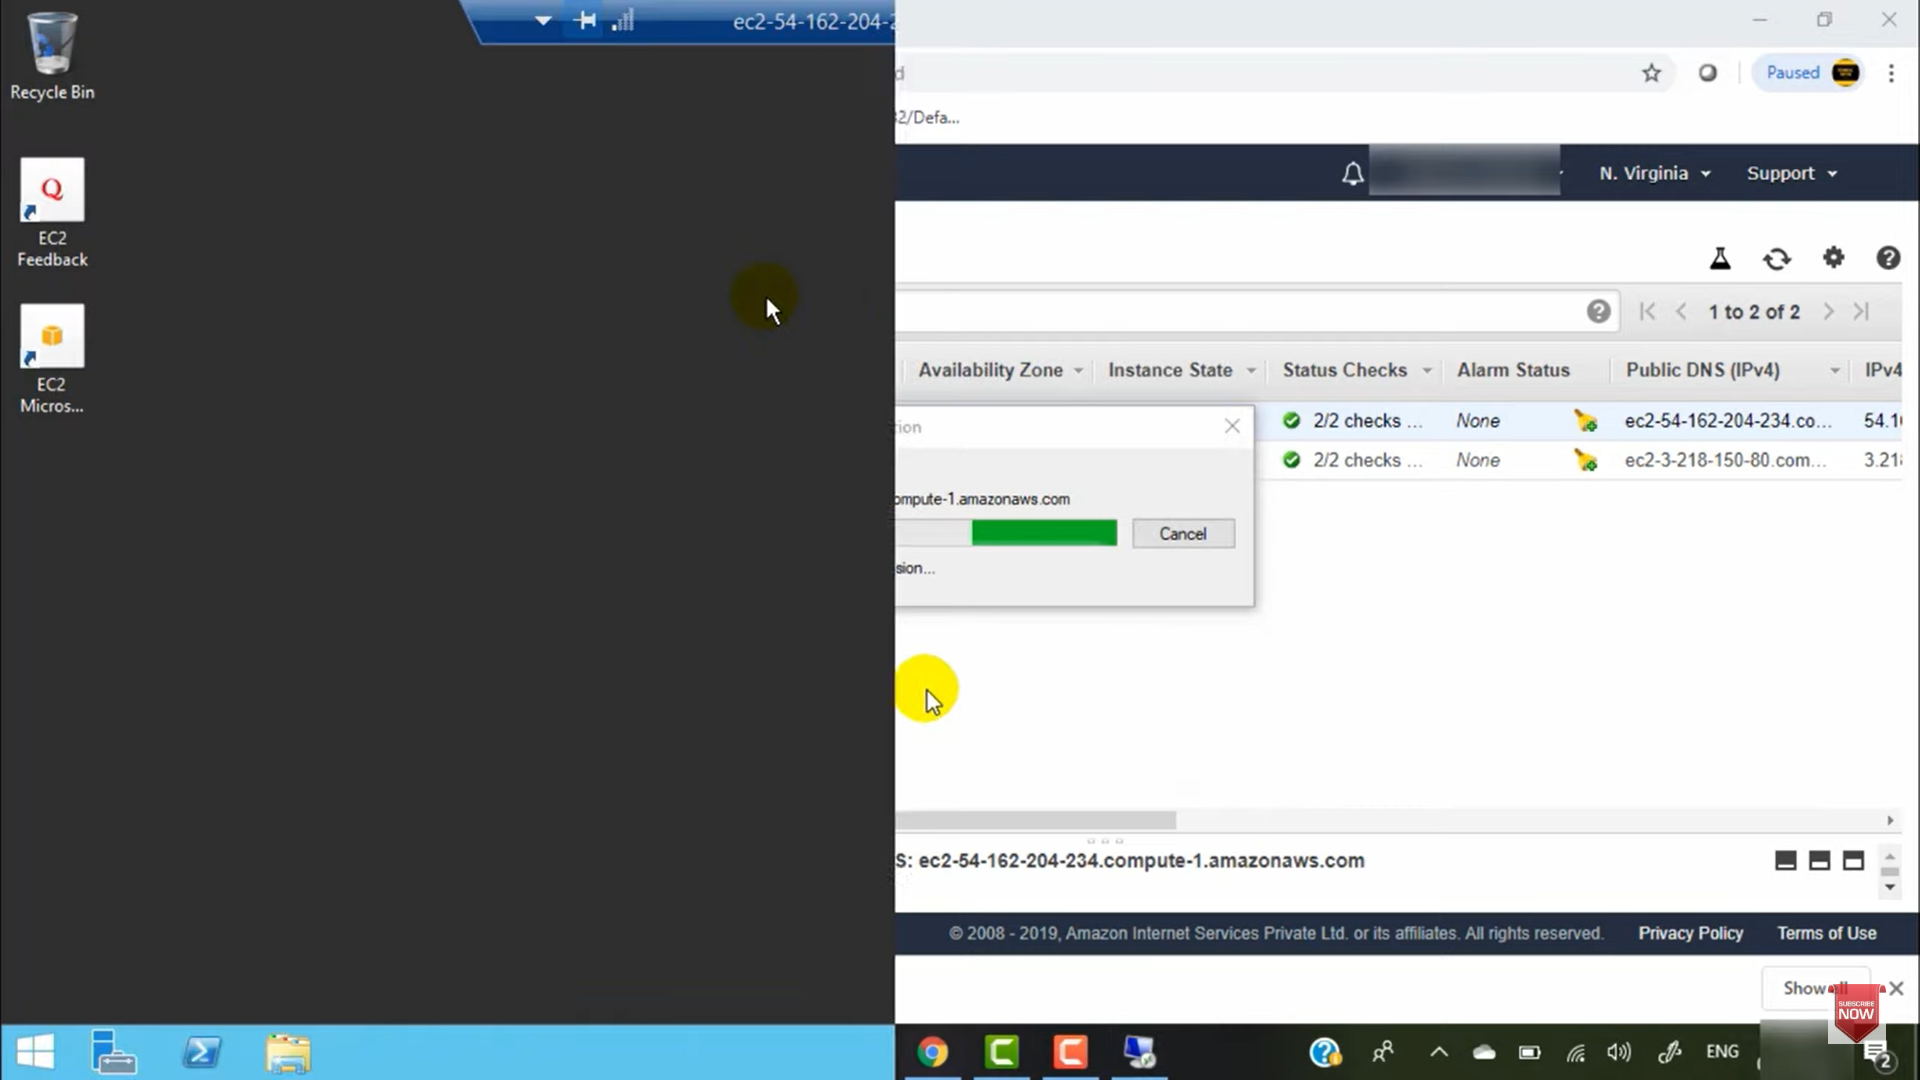 ec2-54-162-204-2
Recycle Bin
EC2
Feedback
EC2
Micros...
32/Defa...
Paused
N. Virginia
Support
1 to 2 of 2
Availability Zone
Instance State
Status Checks
Alarm Status
Public DNS (IPv4)
IPv4
2/2 checks ...
None
ec2-54-162-204-234.co...
2/2 checks ...
None
ec2-3-218-150-80.com...
3.21
tion
ompute-1.amazonaws.com
Cancel
sion...
S: ec2-54-162-204-234.compute-1.amazonaws.com
© 2008 - 2019, Amazon Internet Services Private Ltd. or its affiliates. All rights reserved.
Privacy Policy
Terms of Use
Show
SUBSCRIBE
NOW
ENG
2